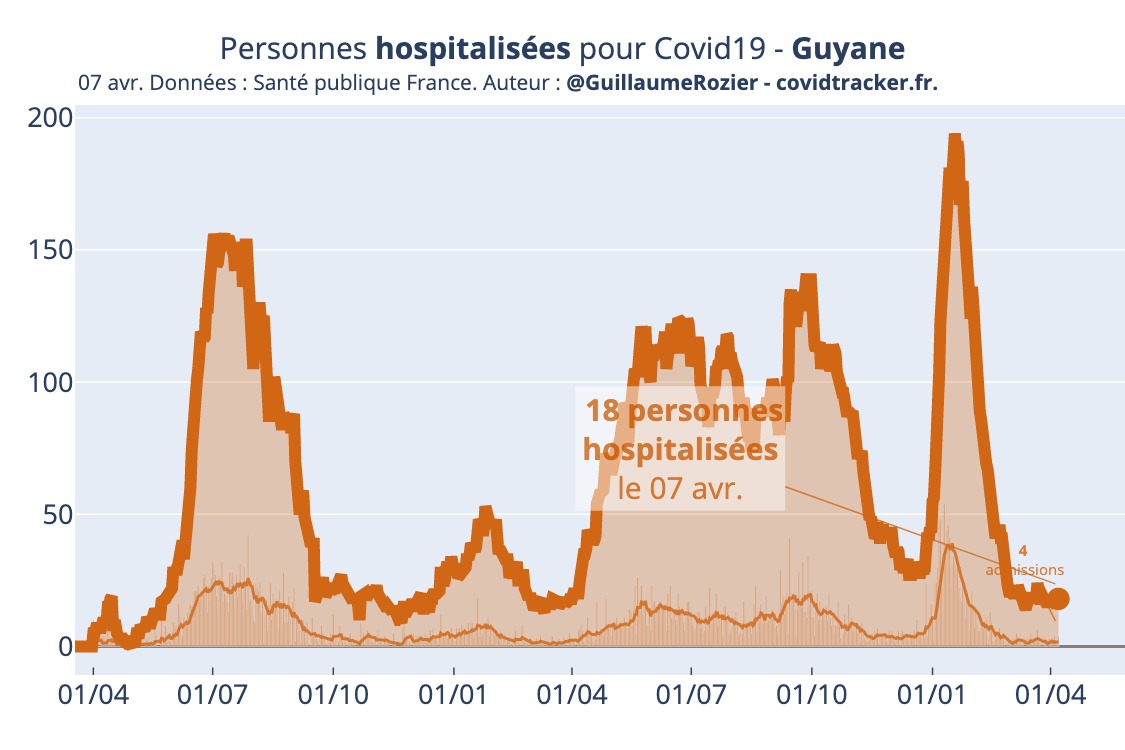 Personnes hospitalisées pour Covid19 - Guyane
07 avr. Données : Santé publique France. Auteur : @GuillaumeRozier - covidtracker.fr.
200
150
100
50
0
18 personnes
hospitalisées
le 07 avr.
4
admissions
01/04 01/07 01/10 01/01 01/04 01/07 01/10 01/01 01/04